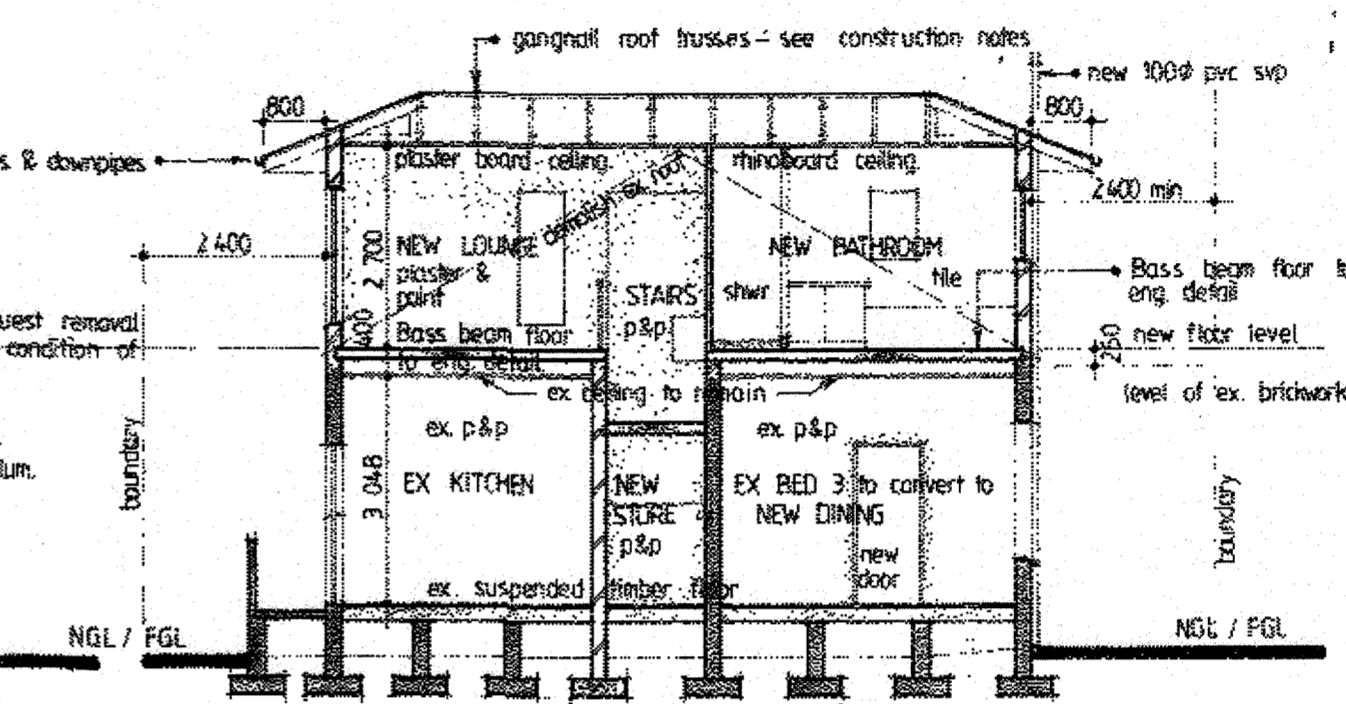 gangnail roof trusses - see construction notes
new 100ø pvc svp
800
800
s & downpipes
plaster board ceiling.
rhinoboard ceiling.
demolish ex roof
2400 min
2400
2 700
NEW LOUNGE
plaster &
paint
NEW BATHROOM
tile
STAIRS
p&p
shwr
Bass beam floor
eng. detail
400
Bass beam floor
to eng. detail
uest removal
condition of
250
new floor level
ex ceiling to remain
level of ex. brickwork
ex. p&p
ex. p&p
lum.
boundary
3 048
EX KITCHEN
NEW
STORE
p&p
EX BED 3 to convert to
NEW DINING
new
door
boundary
ex. suspended timber floor
NGL / FGL
NGL / FGL